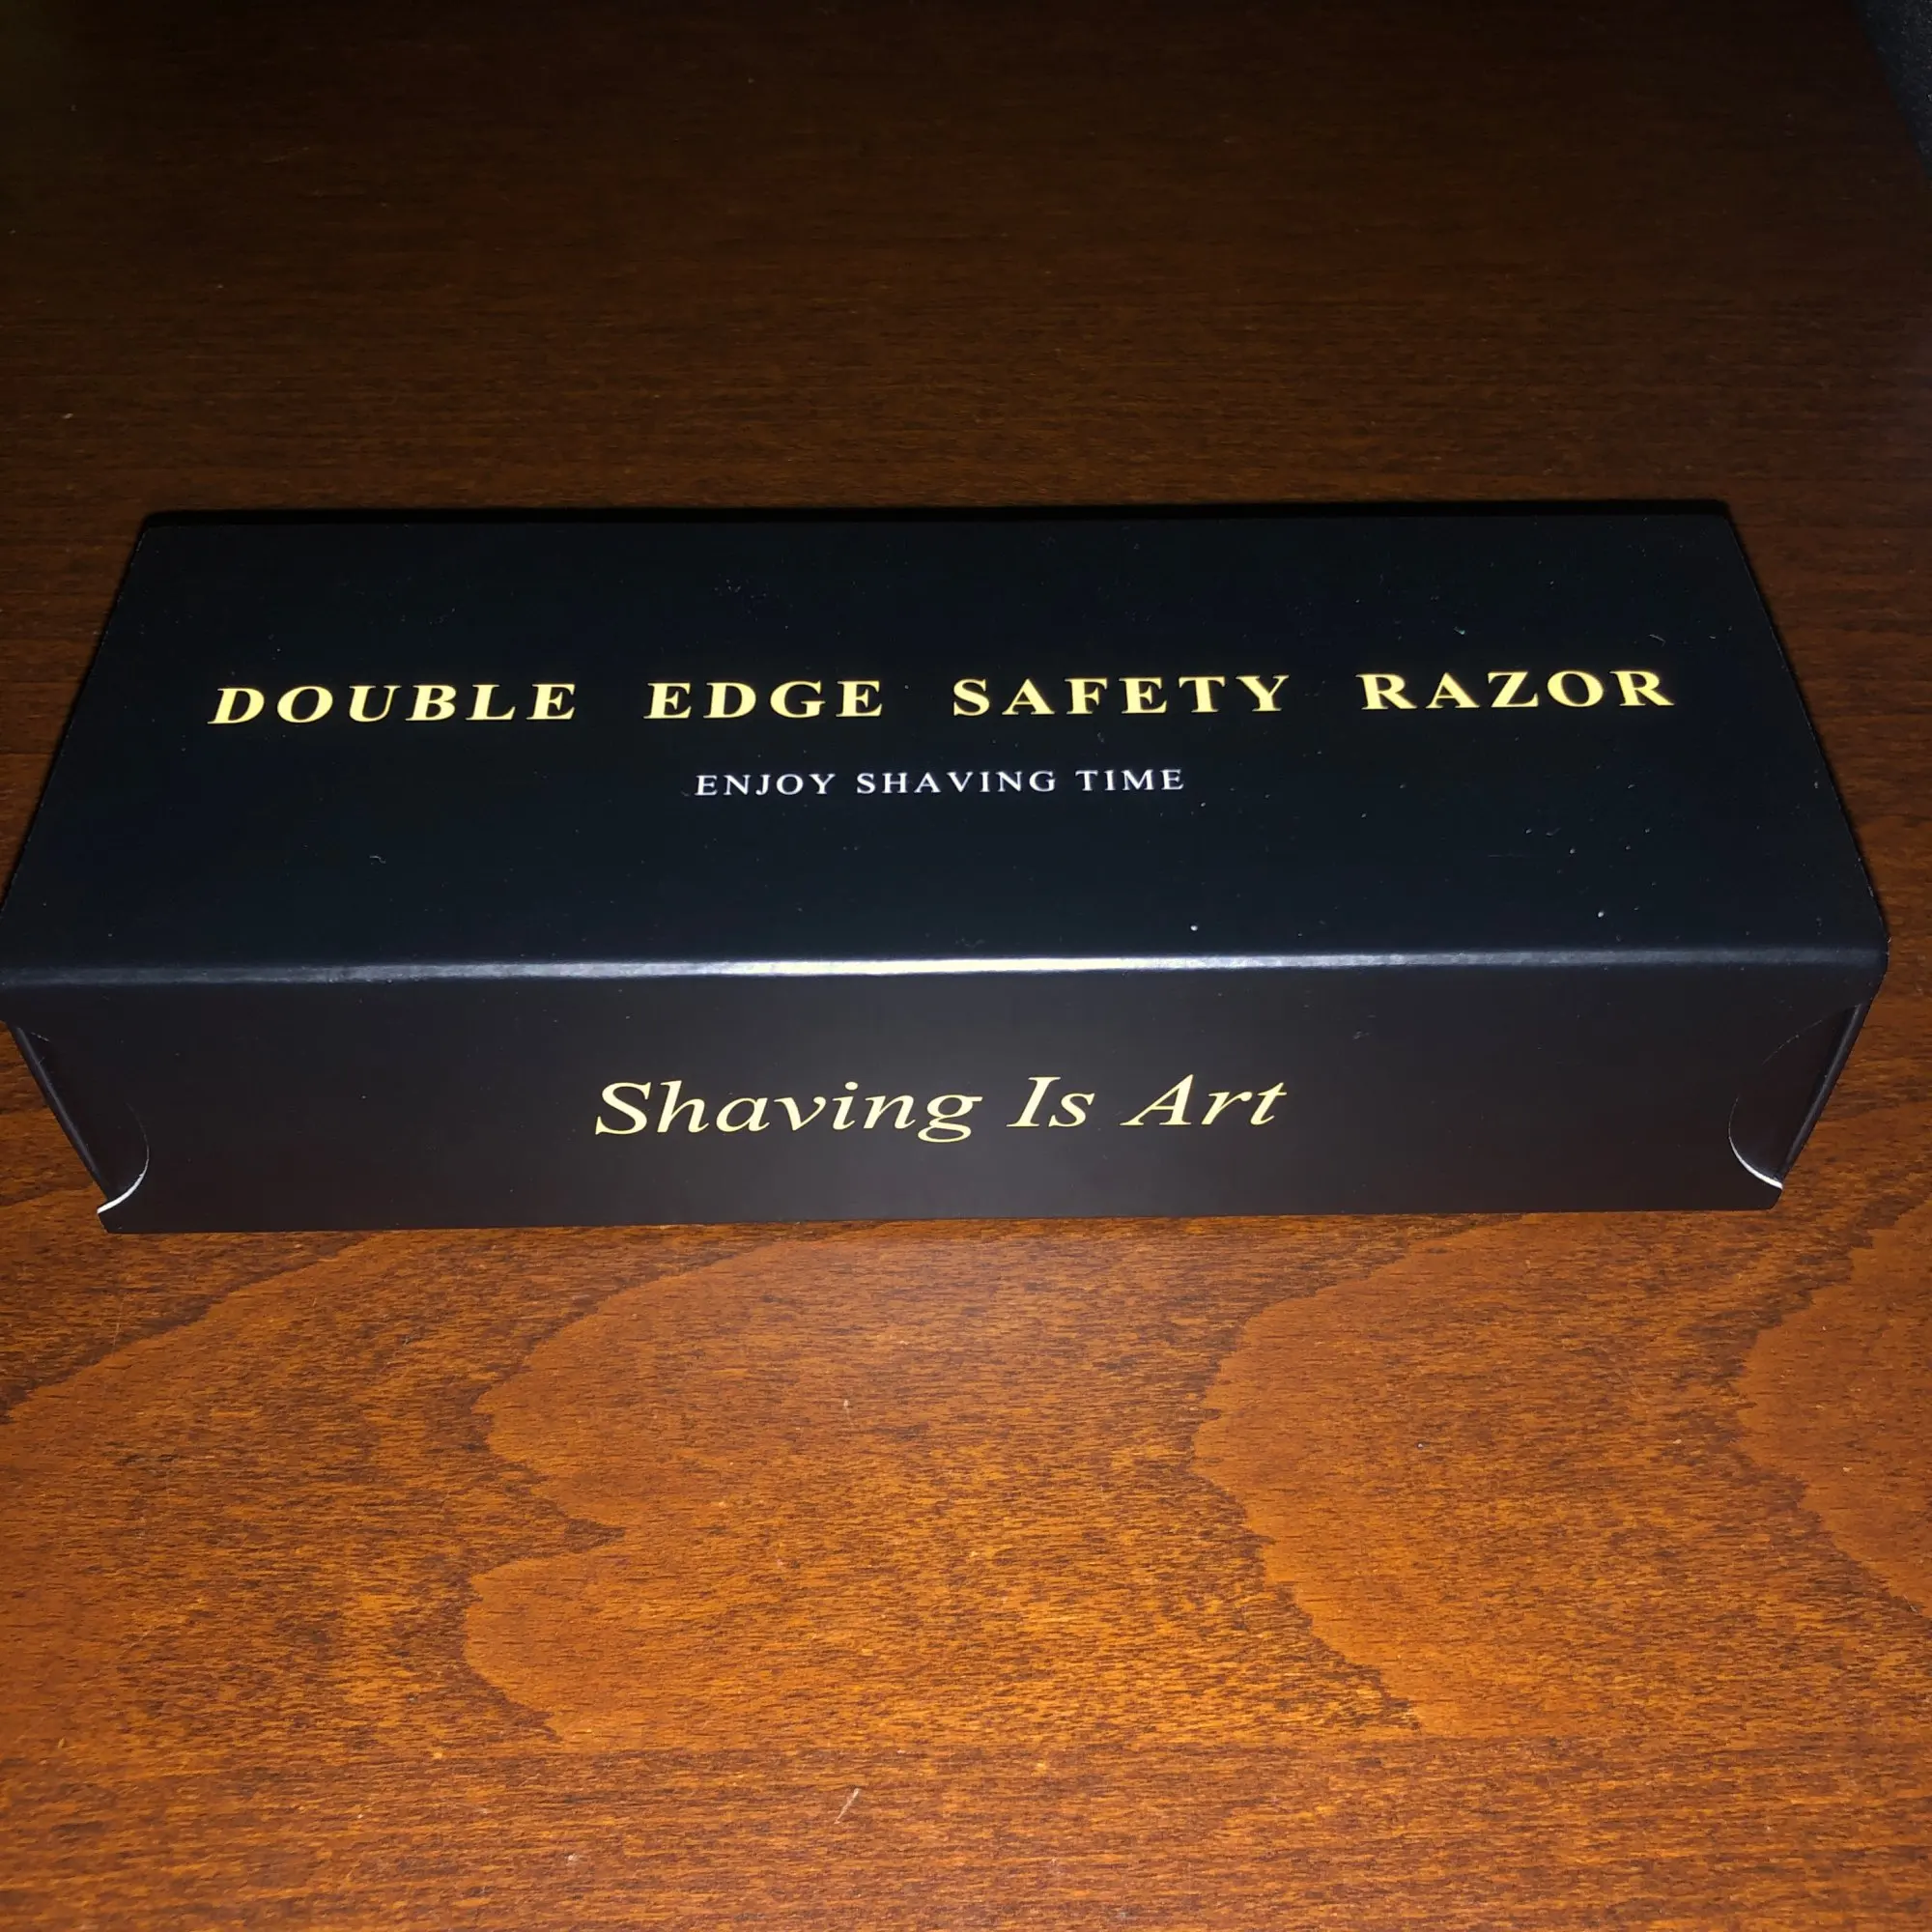 DOUBLE EDGE SAFETY RAZOR
ENJOY SHAVING TIME
Shaving Is Art